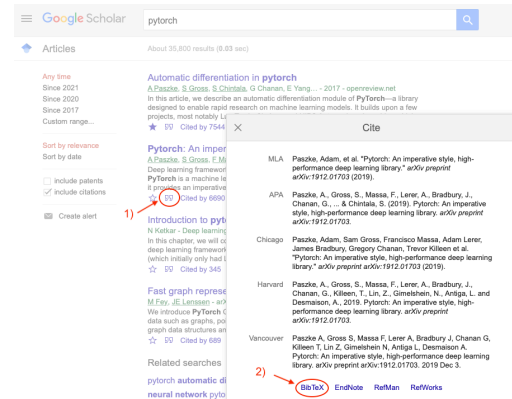 Google Scholar
pytorch
Articles
About 35,800 results (0.03 sec)
Any time
Since 2021
Since 2020
Since 2017
Custom range...
Sort by relevance
Sort by date
include patents
include citations
Create alert
Automatic differentiation in pytorch
A Paszke, S Gross, S Chintala, G Chanan, E Yang... - 2017 - openreview.net
In this article, we describe an automatic differentiation module of PyTorch—a library
designed to enable rapid research on machine learning models. It builds upon a few
projects, most notably
Cited by 7544
Pytorch: An imper
A Paszke, S Gross, F
Deep learning framewor
PyTorch is a machine le
it provides an imperative
1)
Cited by 6690
Introduction to pyt
N Ketkar - Deep learning
In this chapter, we will
deep learning framework
(which initially only had
Cited by 345
Fast graph represe
M Fey, JE Lenssen - arX
We introduce PyTorch
data such as graphs, poi
graph data structures an
Cited by 689
Related searches
pytorch automatic di
neural network pyto
Cite
MLA
Paszke, Adam, et al. "Pytorch: An imperative style, high-
performance deep learning library." arXiv preprint
arXiv:1912.01703 (2019).
APA
Paszke, A., Gross, S., Massa, F., Lerer, A., Bradbury, J.,
Chanan, G., ... & Chintala, S. (2019). Pytorch: An imperative
style, high-performance deep learning library. arXiv preprint
arXiv:1912.01703.
Chicago
Paszke, Adam, Sam Gross, Francisco Massa, Adam Lerer,
James Bradbury, Gregory Chanan, Trevor Killeen et al.
"Pytorch: An imperative style, high-performance deep learning
library." arXiv preprint arXiv:1912.01703 (2019).
Harvard
Paszke, A., Gross, S., Massa, F., Lerer, A., Bradbury, J.,
Chanan, G., Killeen, T., Lin, Z., Gimelshein, N., Antiga, L. and
Desmaison, A., 2019. Pytorch: An imperative style, high-
performance deep learning library. arXiv preprint
arXiv:1912.01703.
Vancouver
Paszke A, Gross S, Massa F, Lerer A, Bradbury J, Chanan G,
Killeen T, Lin Z, Gimelshein N, Antiga L, Desmaison A.
Pytorch: An imperative style, high-performance deep learning
library. arXiv preprint arXiv:1912.01703. 2019 Dec 3.
2)
BibTeX EndNote RefMan RefWorks